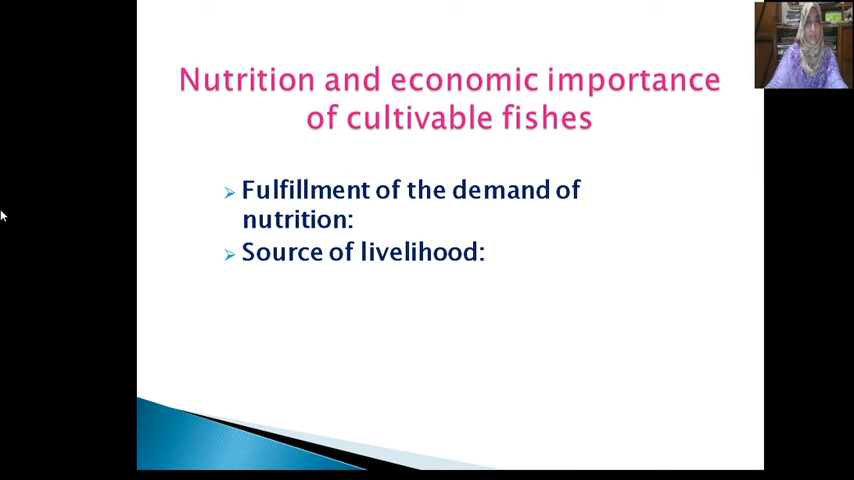 Nutrition and economic importance
of cultivable fishes
Fulfillment of the demand of
nutrition:
Source of livelihood: